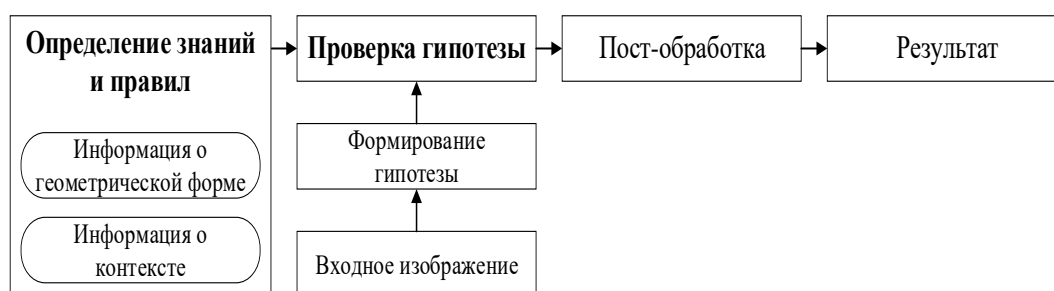 Определение знаний
и правил
Информация о
геометрической форме
Информация о
контексте
Проверка гипотезы
Формирование
гипотезы
Входное изображение
Пост-обработка
Результат